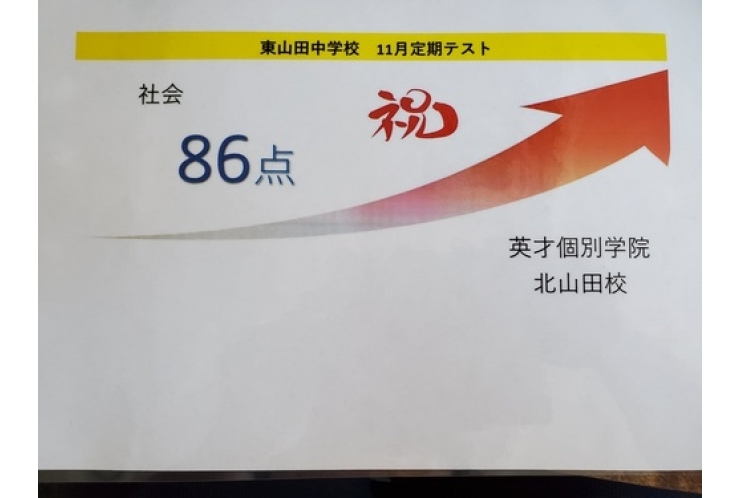 東山田中学校 11月定期テスト
社会
祝
86点
英才個別学院
北山田校